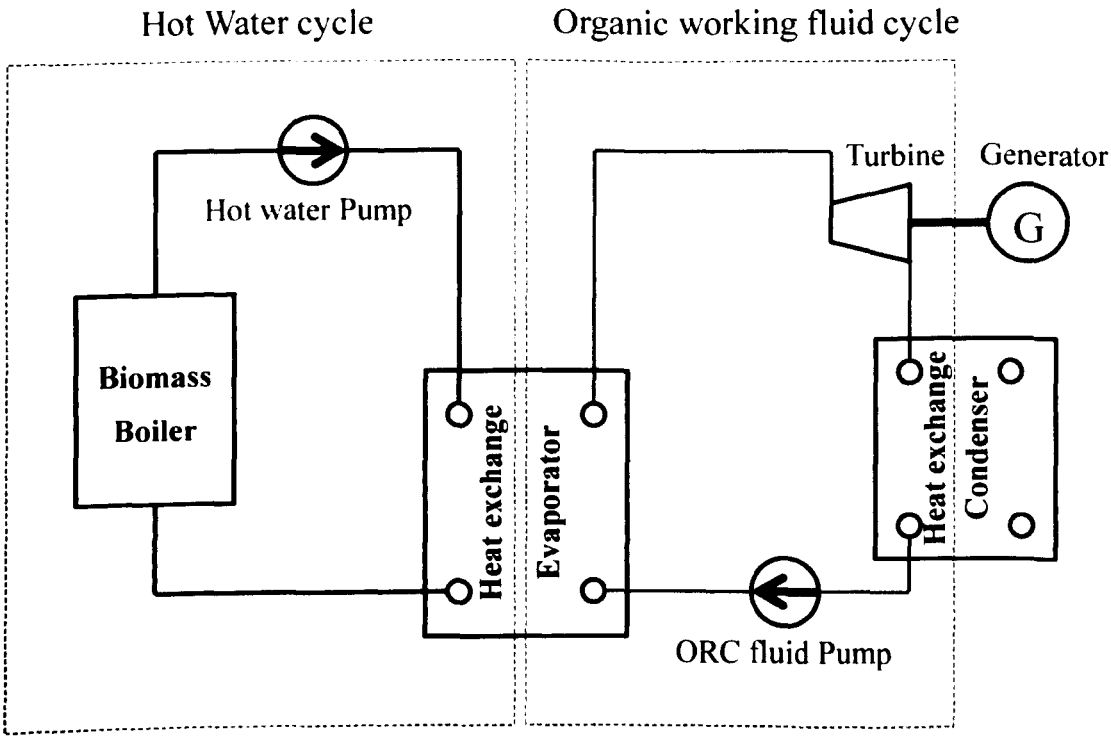 Hot Water cycle
Organic working fluid cycle
Turbine
Generator
Hot water Pump
G
Biomass
Boiler
Heat exchange
Evaporator
Heat exchange
Condenser
ORC fluid Pump